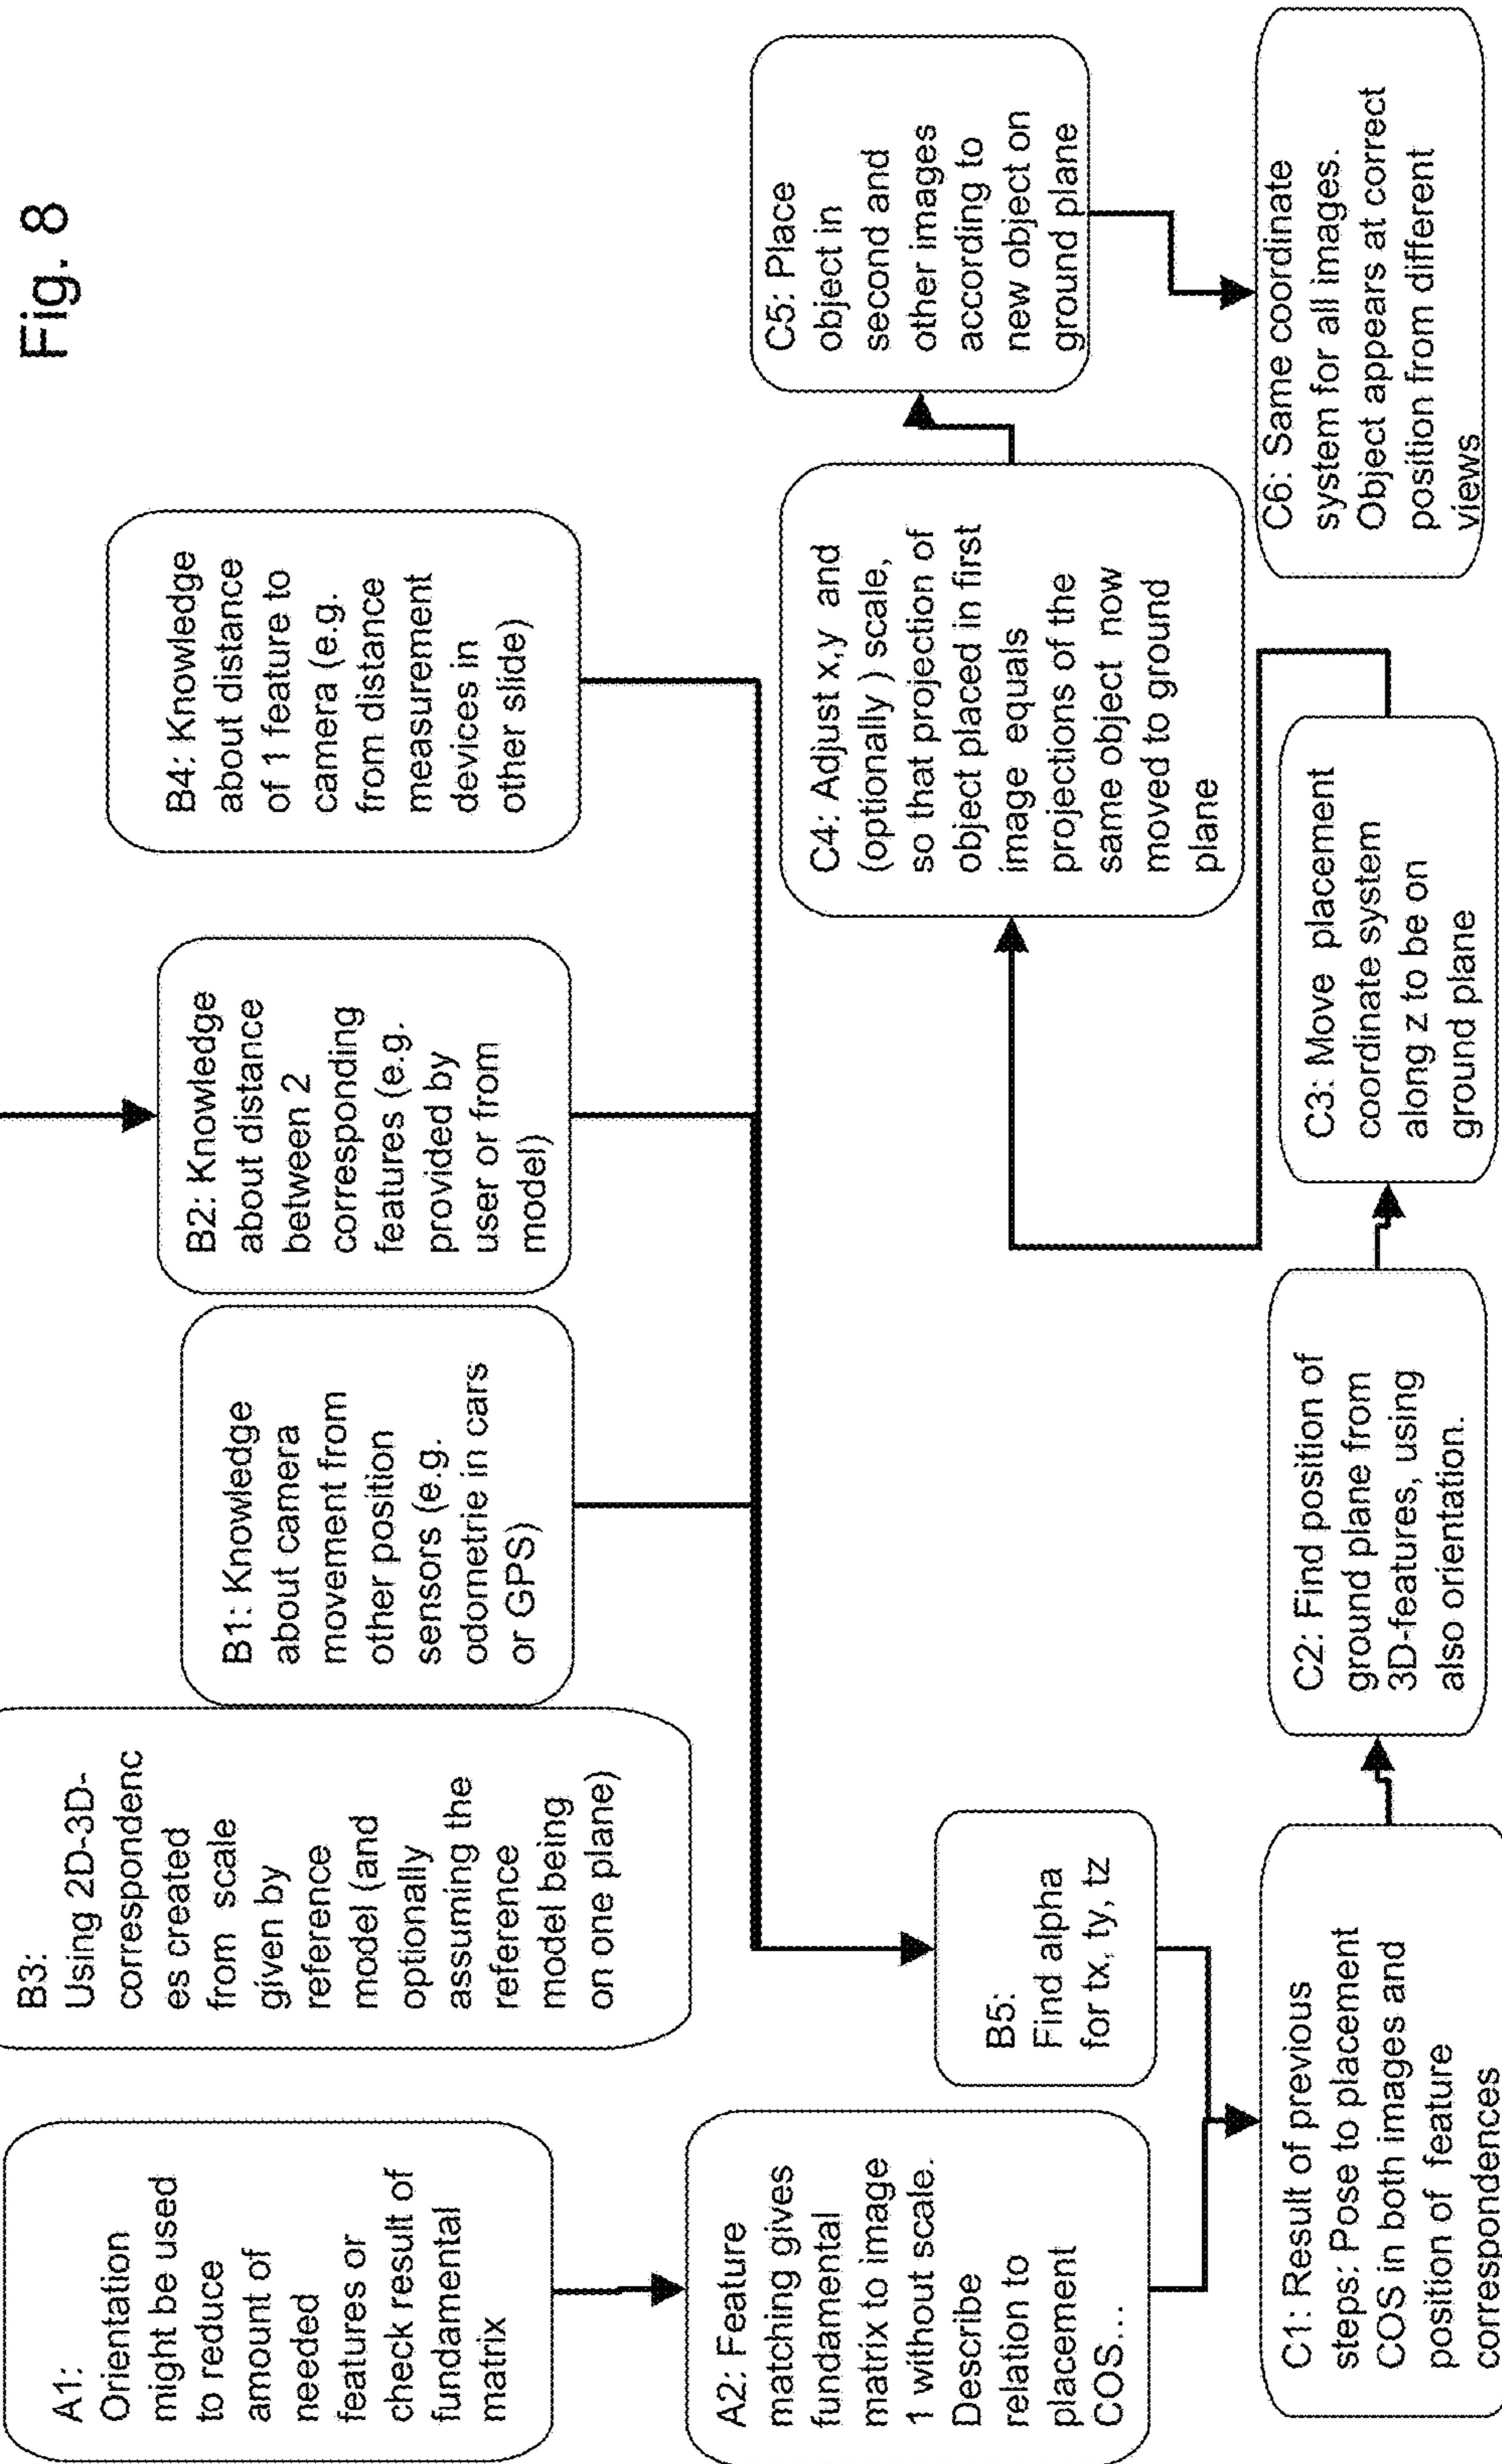 Fig. 8
A1:
Orientation
might be used
to reduce
amount of
needed
features or
check result of
fundamental
matrix
B3:
Using 2D-3D-
correspondenc
es created
from scale
given by
reference
model (and
optionally
assuming the
reference
model being
on one plane)
B1: Knowledge
about camera
movement from
other position
sensors (e.g.
odometrie in cars
or GPS)
B2: Knowledge
about distance
between 2
corresponding
features (e.g.
provided by
user or from
model)
B4: Knowledge
about distance
of 1 feature to
camera (e.g.
from distance
measurement
devices in
other slide)
A2: Feature
matching gives
fundamental
matrix to image
1 without scale.
Describe
relation to
placement
COS...
B5:
Find alpha
for tx, ty, tz
C1: Result of previous
steps: Pose to placement
COS in both images and
position of feature
correspondences
C2: Find position of
ground plane from
3D-features, using
also orientation.
C3: Move placement
coordinate system
along z to be on
ground plane
C4: Adjust x,y and
(optionally ) scale,
so that projection of
object placed in first
image equals
projections of the
same object now
moved to ground
plane
C5: Place
object in
second and
other images
according to
new object on
ground plane
C6: Same coordinate
system for all images.
Object appears at correct
position from different
views